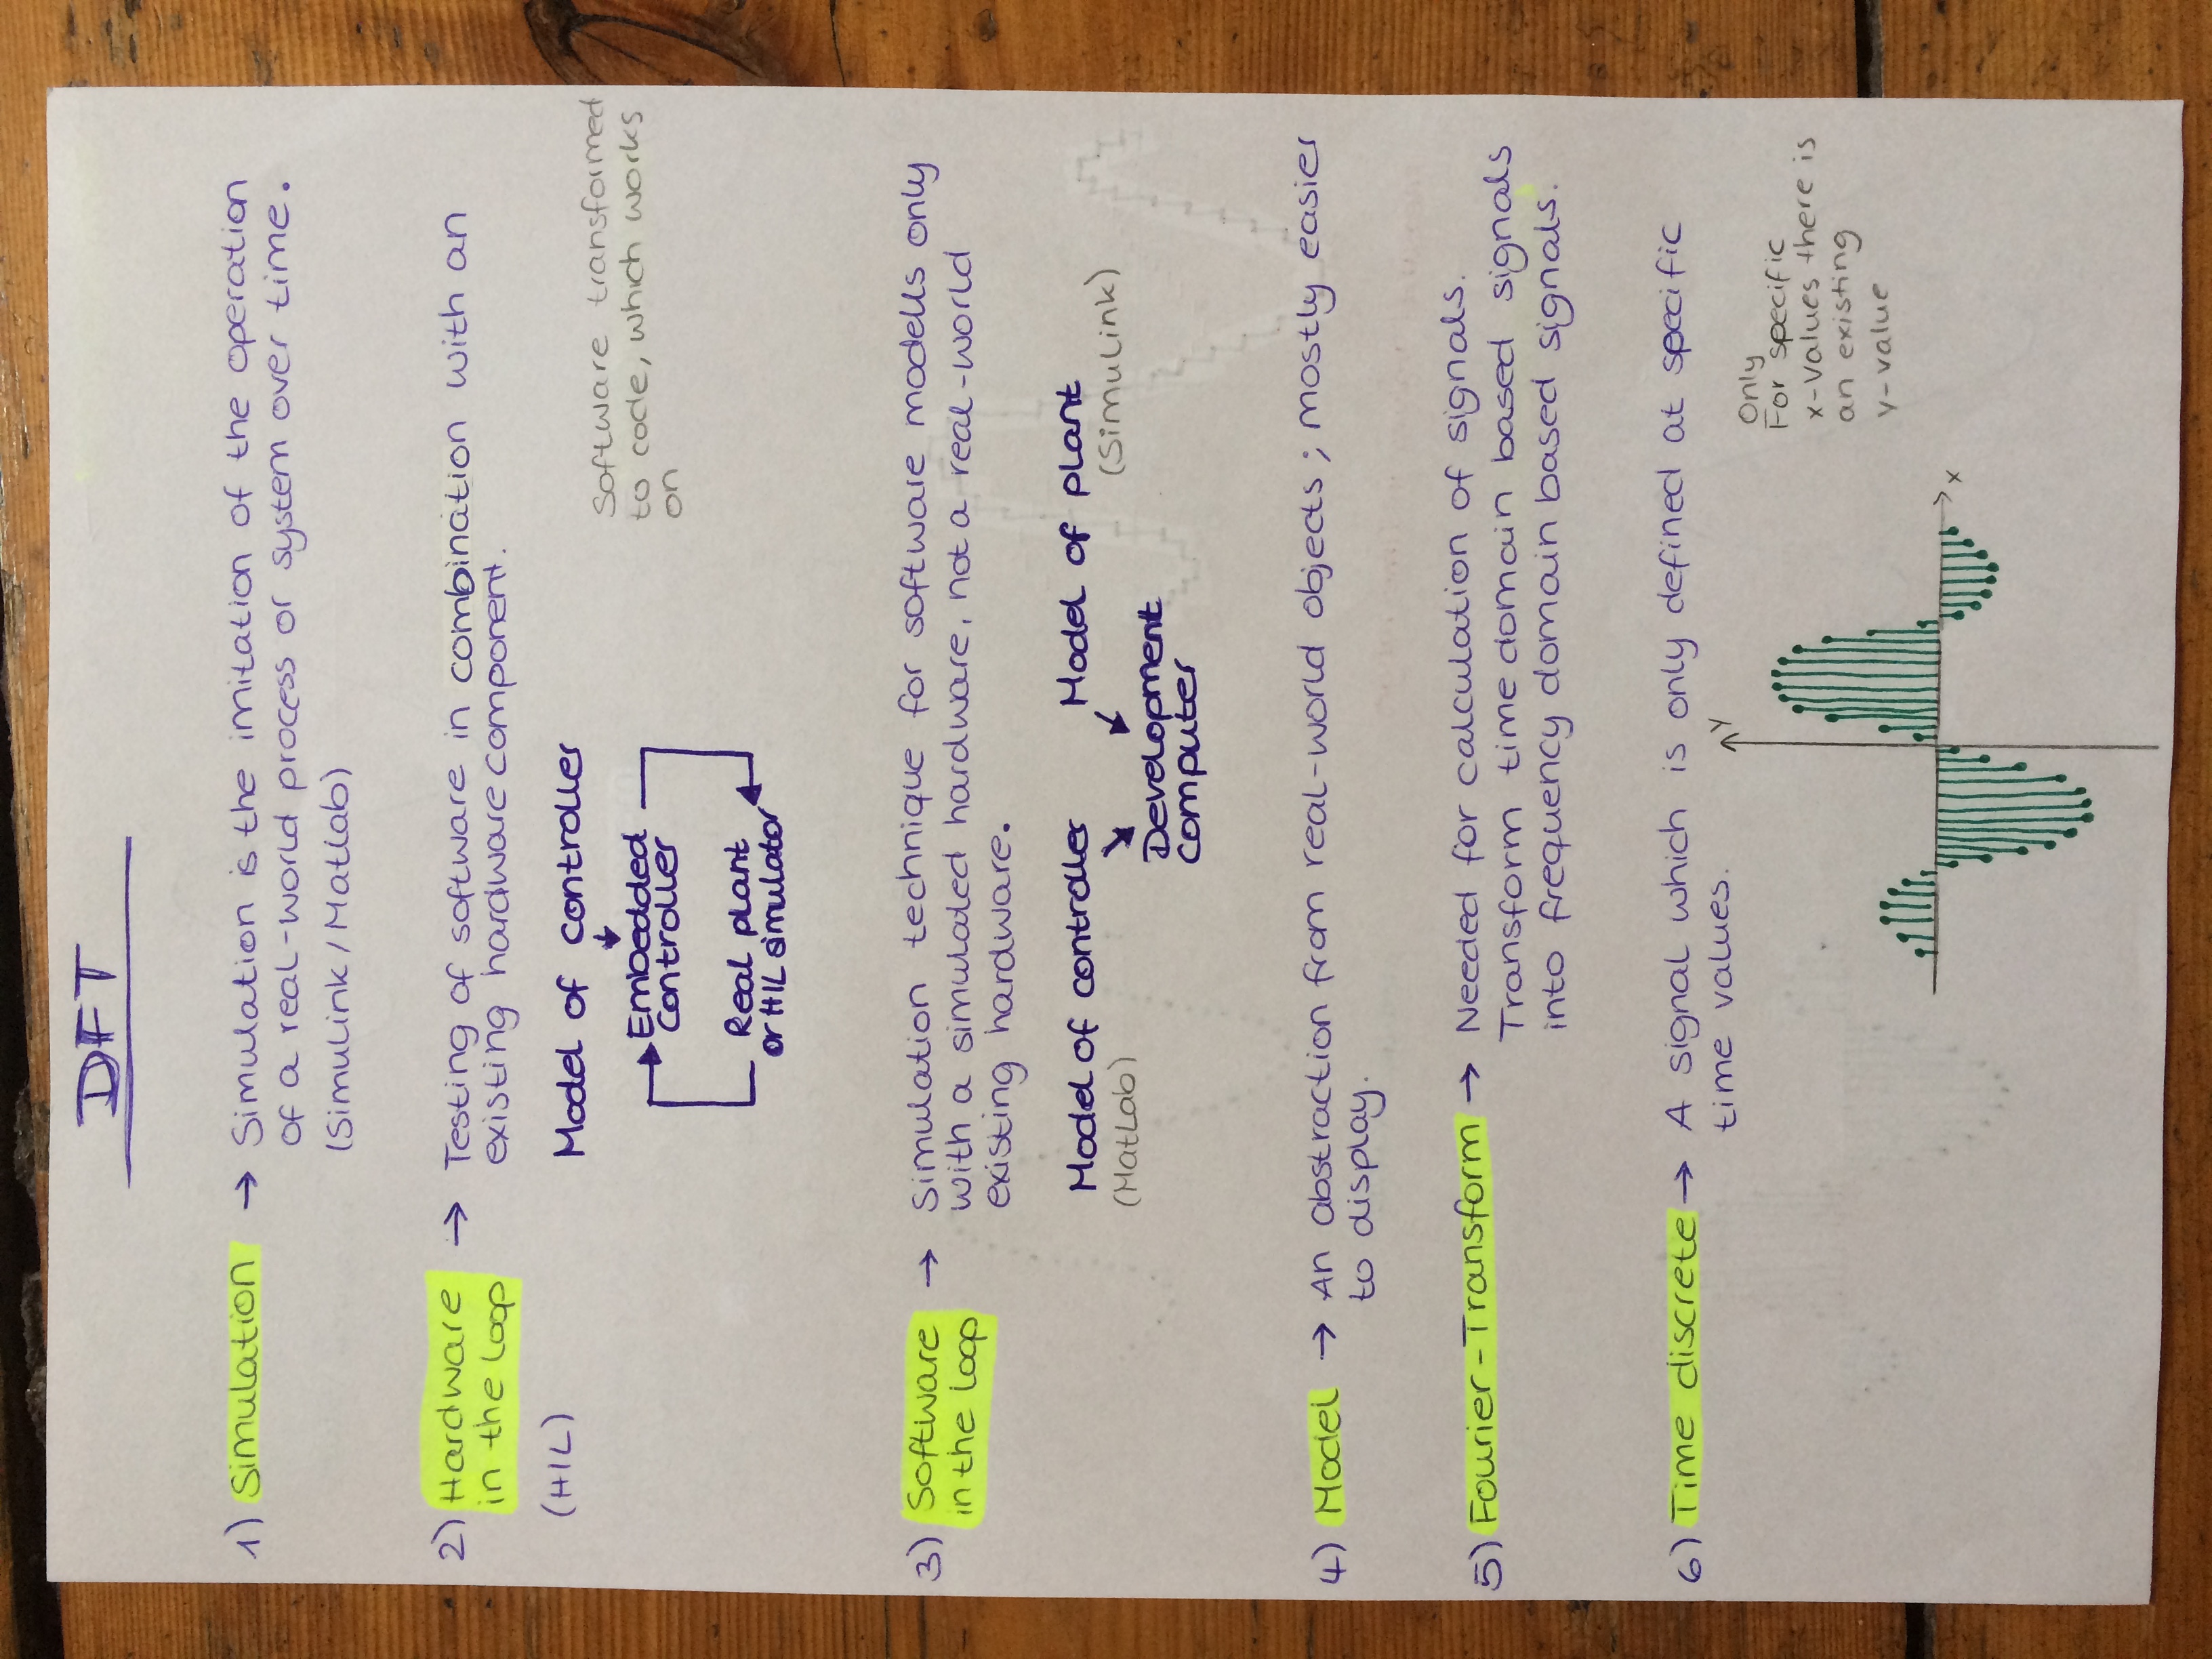 DFT
1) Simulation → Simulation is the imitation of the operation
of a real-world process or system over time.
(Simulink / Matlab)
2) Hardware → Testing of software in combination with an
in the loop existing hardware component.
(HIL)
Model of controller
Software transformed
to code, which works
on
Embedded
controller
Real plant
or HIL simulator
3) Software → Simulation technique for software modells only
in the loop with a simulated hardware, not a real-world
existing hardware.
Model of controller Model of plant
(MatLab) (Simulink)
Development
computer
4) Model → An abstraction from real-world objects ; mostly easier
to display.
5) Fourier-Transform → Needed for calculation of signals.
Transform time domain based signals
into frequency domain based signals.
6) Time discrete → A signal which is only defined at specific
time values.
y
x
Only
For specific
x-values there is
an existing
y-value